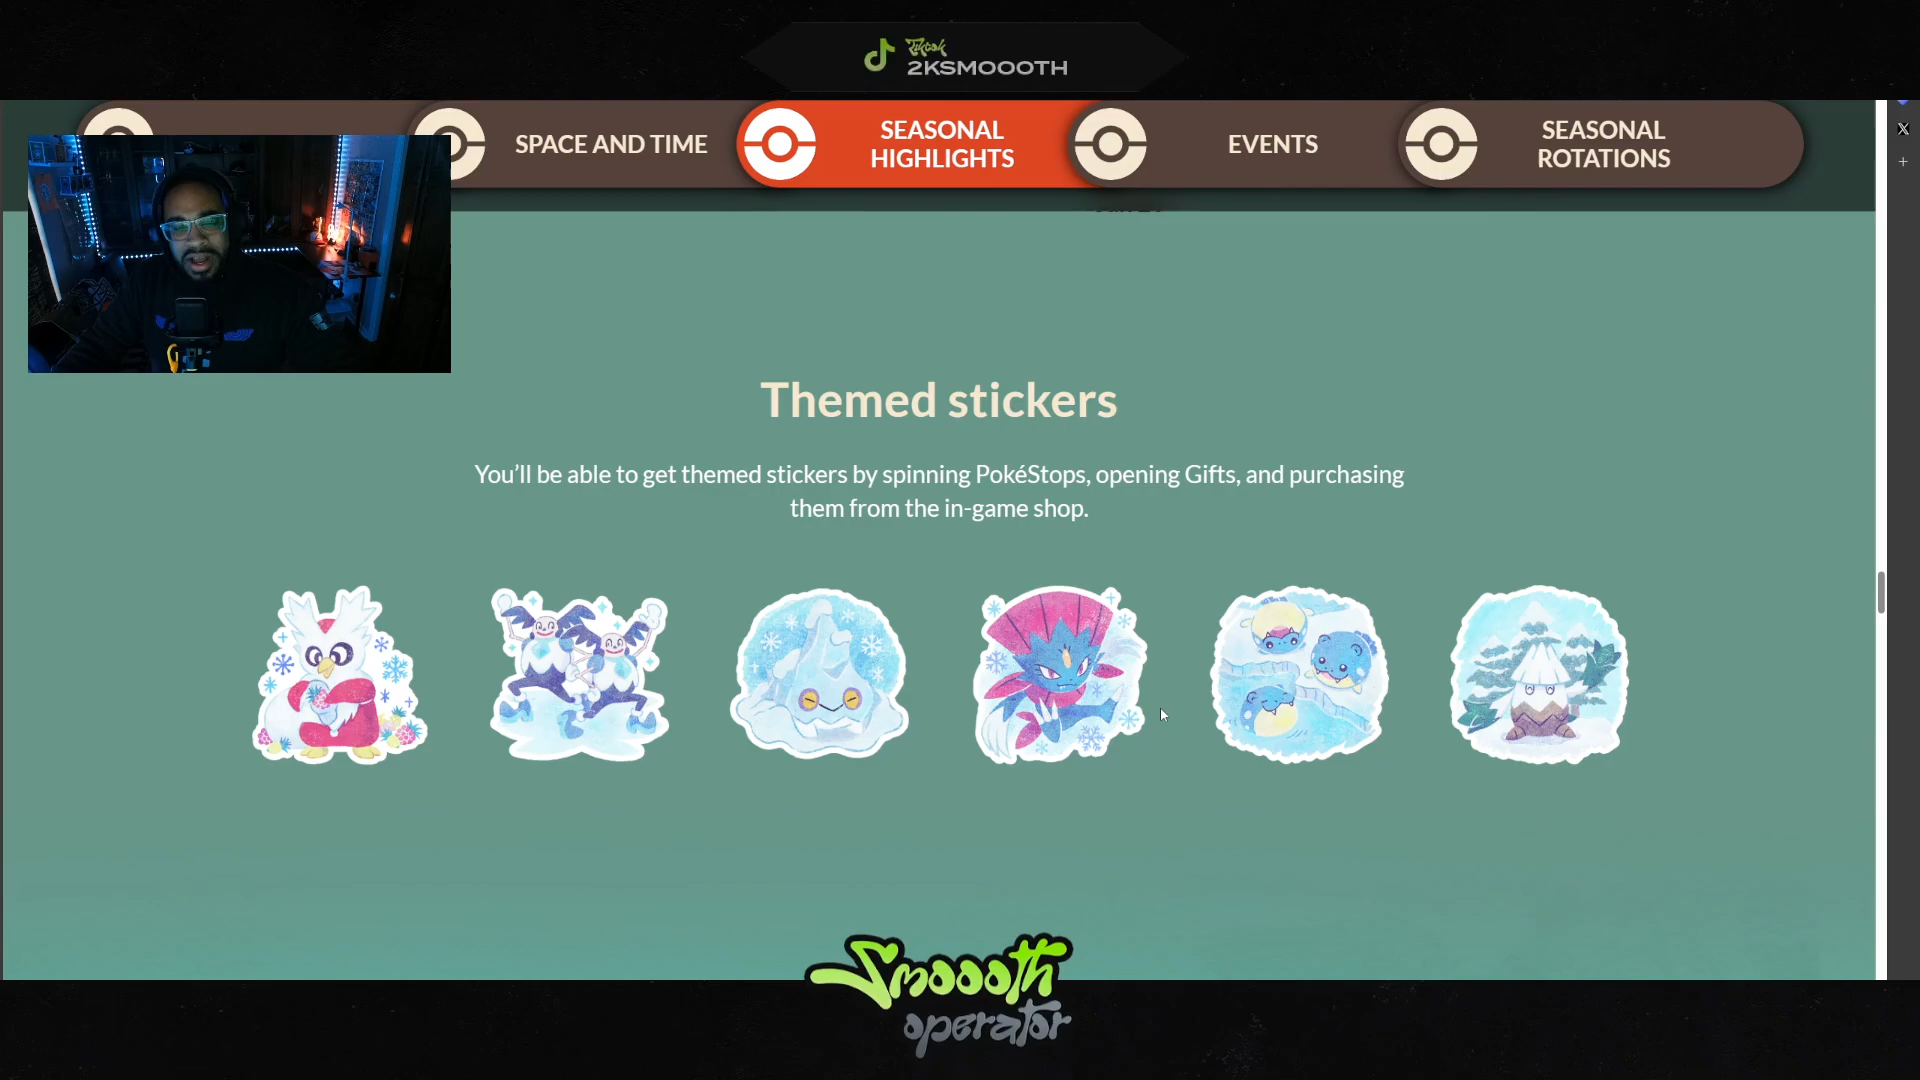 Tiktok
2KSMOOOTH
SPACE AND TIME
SEASONAL
HIGHLIGHTS
EVENTS
SEASONAL
ROTATIONS
Themed stickers
You’ll be able to get themed stickers by spinning PokéStops, opening Gifts, and purchasing
them from the in-game shop.
Smoooth
operator